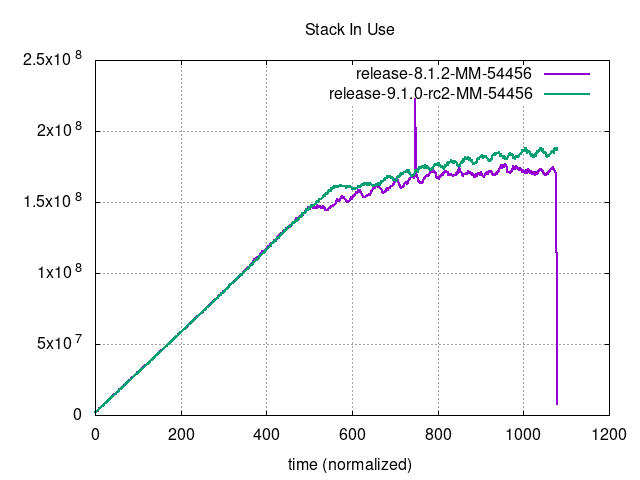 Stack In Use
release-8.1.2-MM-54456
release-9.1.0-rc2-MM-54456
2.5x10^8
2x10^8
1.5x10^8
1x10^8
5x10^7
0
0 200 400 600 800 1000 1200
time (normalized)